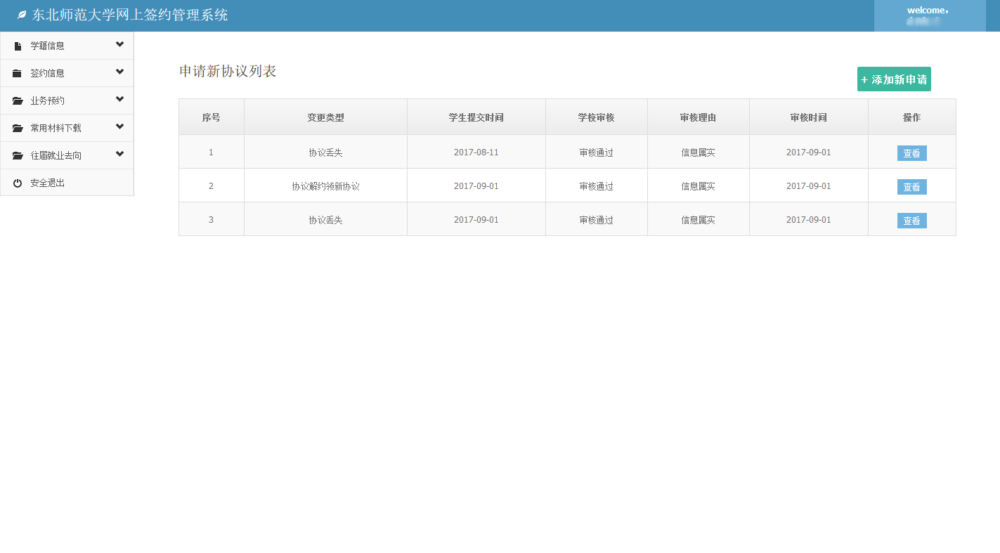 东北师范大学网上签约管理系统
welcome,
学籍信息
签约信息
业务预约
常用材料下载
往届就业去向
安全退出
申请新协议列表
+ 添加新申请
序号 变更类型 学生提交时间 学校审核 审核理由 审核时间 操作
1 协议丢失 2017-08-11 审核通过 信息属实 2017-09-01 查看
2 协议解约领新协议 2017-09-01 审核通过 信息属实 2017-09-01 查看
3 协议丢失 2017-09-01 审核通过 信息属实 2017-09-01 查看